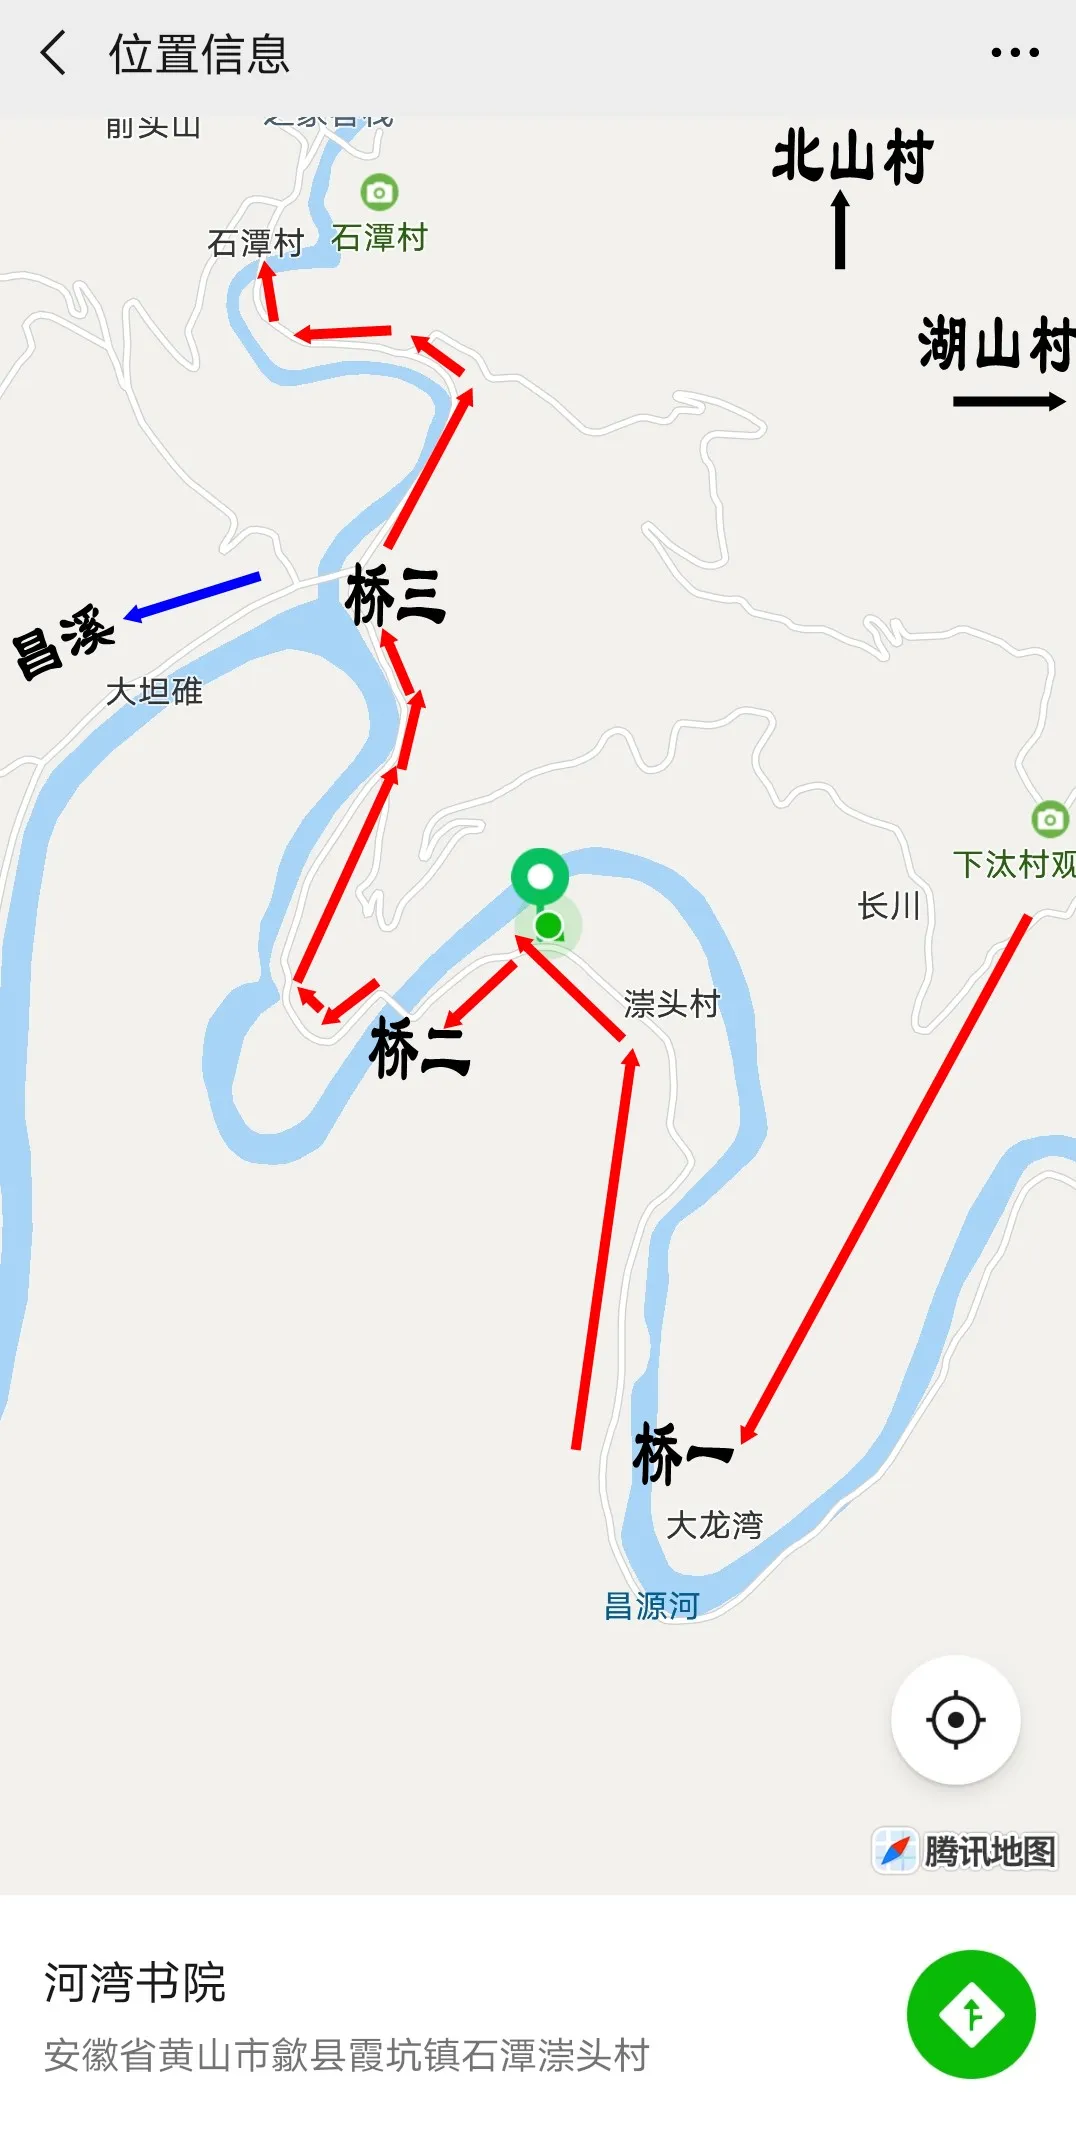 位置信息
前头山
北山村
石潭村
石潭村
湖山村
桥三
昌溪
大坦碓
下汰村观
长川
漴头村
桥二
桥一
大龙湾
昌源河
腾讯地图
河湾书院
安徽省黄山市歙县霞坑镇石潭漴头村